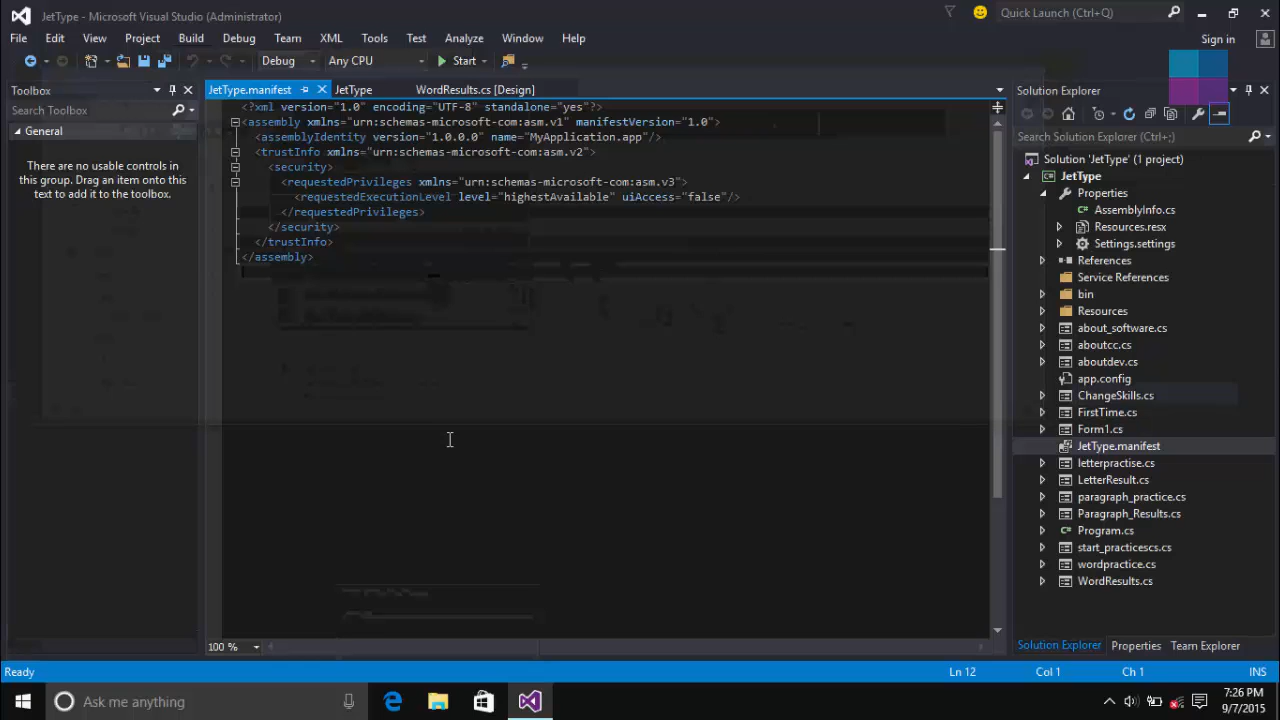 JetType - Microsoft Visual Studio (Administrator)
Quick Launch (Ctrl+Q)
File Edit View Project Build Debug Team XML Tools Test Analyze Window Help
Sign in
Debug Any CPU Start
Toolbox
Search Toolbox
General
There are no usable controls in
this group. Drag an item onto this
text to add it to the toolbox.
JetType.manifest JetType WordResults.cs [Design]
<?xml version="1.0" encoding="UTF-8" standalone="yes"?>
<assembly xmlns="urn:schemas-microsoft-com:asm.v1" manifestVersion="1.0">
<assemblyIdentity version="1.0.0.0" name="MyApplication.app"/>
<trustInfo xmlns="urn:schemas-microsoft-com:asm.v2">
<security>
<requestedPrivileges xmlns="urn:schemas-microsoft-com:asm.v3">
<requestedExecutionLevel level="highestAvailable" uiAccess="false"/>
</requestedPrivileges>
</security>
</trustInfo>
</assembly>
100 %
Solution Explorer
Search Solution Explorer (Ctrl+;)
Solution 'JetType' (1 project)
JetType
Properties
AssemblyInfo.cs
Resources.resx
Settings.settings
References
Service References
bin
Resources
about_software.cs
aboutcc.cs
aboutdev.cs
app.config
ChangeSkills.cs
FirstTime.cs
Form1.cs
JetType.manifest
letterpractise.cs
LetterResult.cs
paragraph_practice.cs
Paragraph_Results.cs
Program.cs
start_practicescs.cs
wordpractice.cs
WordResults.cs
Solution Explorer Properties Team Explorer
Ready Ln 12 Col 1 Ch 1 INS
Ask me anything
7:26 PM
9/7/2015